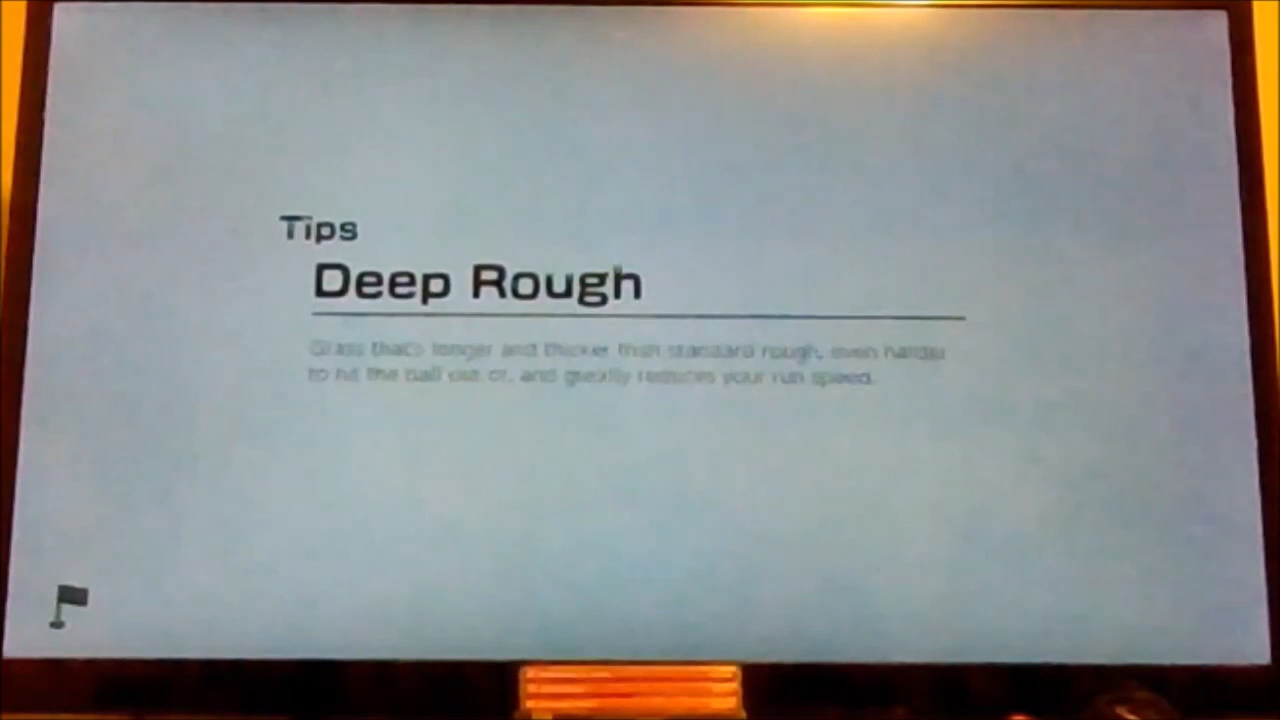 Tips
Deep Rough
Grass that's longer and thicker than standard rough, even harder
to hit the ball out of, and greatly reduces your run speed.